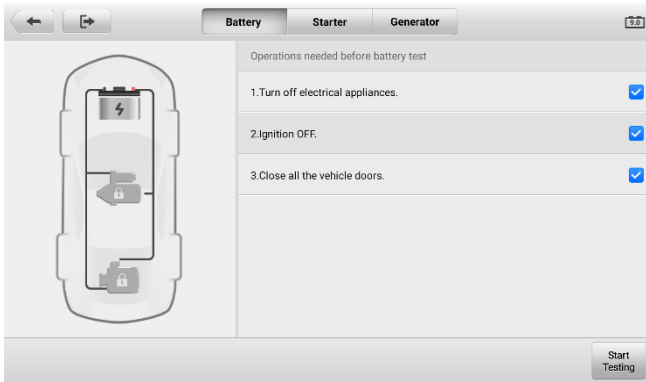 Battery
Starter
Generator
9.0
Operations needed before battery test
1.Turn off electrical appliances.
2.Ignition OFF.
3.Close all the vehicle doors.
Start
Testing